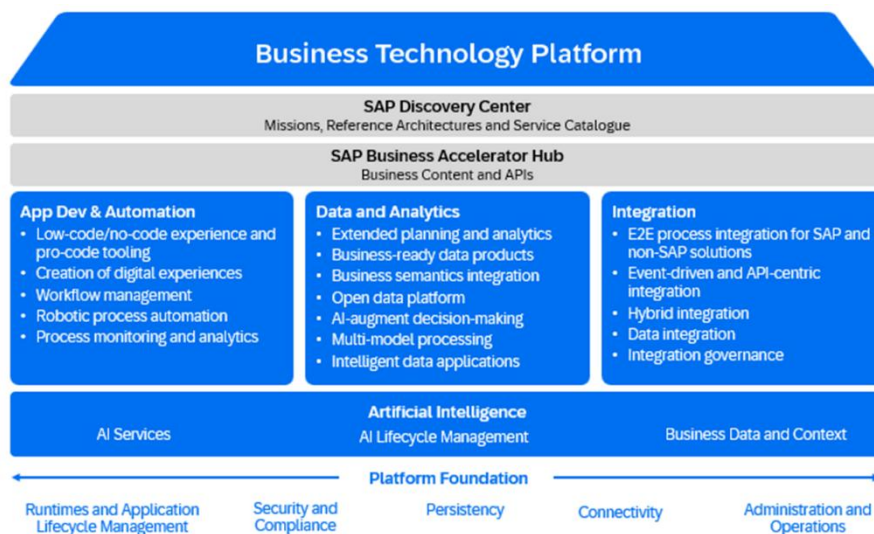 Business Technology Platform
SAP Discovery Center
Missions, Reference Architectures and Service Catalogue
SAP Business Accelerator Hub
Business Content and APIs
App Dev & Automation
• Low-code/no-code experience and
pro-code tooling
• Creation of digital experiences
• Workflow management
• Robotic process automation
• Process monitoring and analytics
Data and Analytics
• Extended planning and analytics
• Business-ready data products
• Business semantics integration
• Open data platform
• AI-augment decision-making
• Multi-model processing
• Intelligent data applications
Integration
• E2E process integration for SAP and
non-SAP solutions
• Event-driven and API-centric
integration
• Hybrid integration
• Data integration
• Integration governance
Artificial Intelligence
AI Services
AI Lifecycle Management
Business Data and Context
Platform Foundation
Runtimes and Application
Lifecycle Management
Security and
Compliance
Persistency
Connectivity
Administration and
Operations